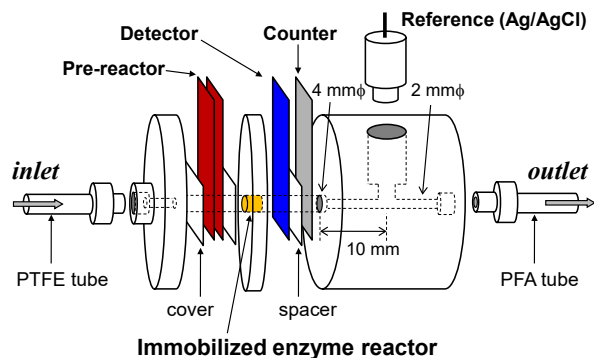 Reference (Ag/AgCl)
Detector
Counter
Pre-reactor
4 mmϕ
2 mmϕ
inlet
outlet
10 mm
PTFE tube
PFA tube
cover
spacer
Immobilized enzyme reactor